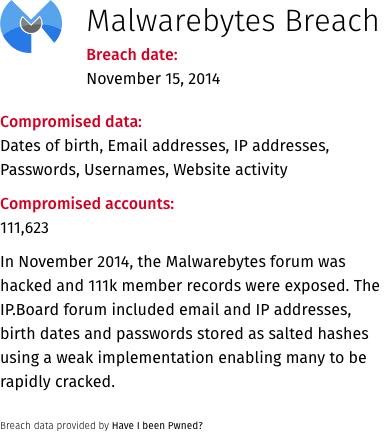 Malwarebytes Breach
Breach date:
November 15, 2014
Compromised data:
Dates of birth, Email addresses, IP addresses,
Passwords, Usernames, Website activity
Compromised accounts:
111,623
In November 2014, the Malwarebytes forum was
hacked and 111k member records were exposed. The
IP.Board forum included email and IP addresses,
birth dates and passwords stored as salted hashes
using a weak implementation enabling many to be
rapidly cracked.
Breach data provided by Have I been Pwned?